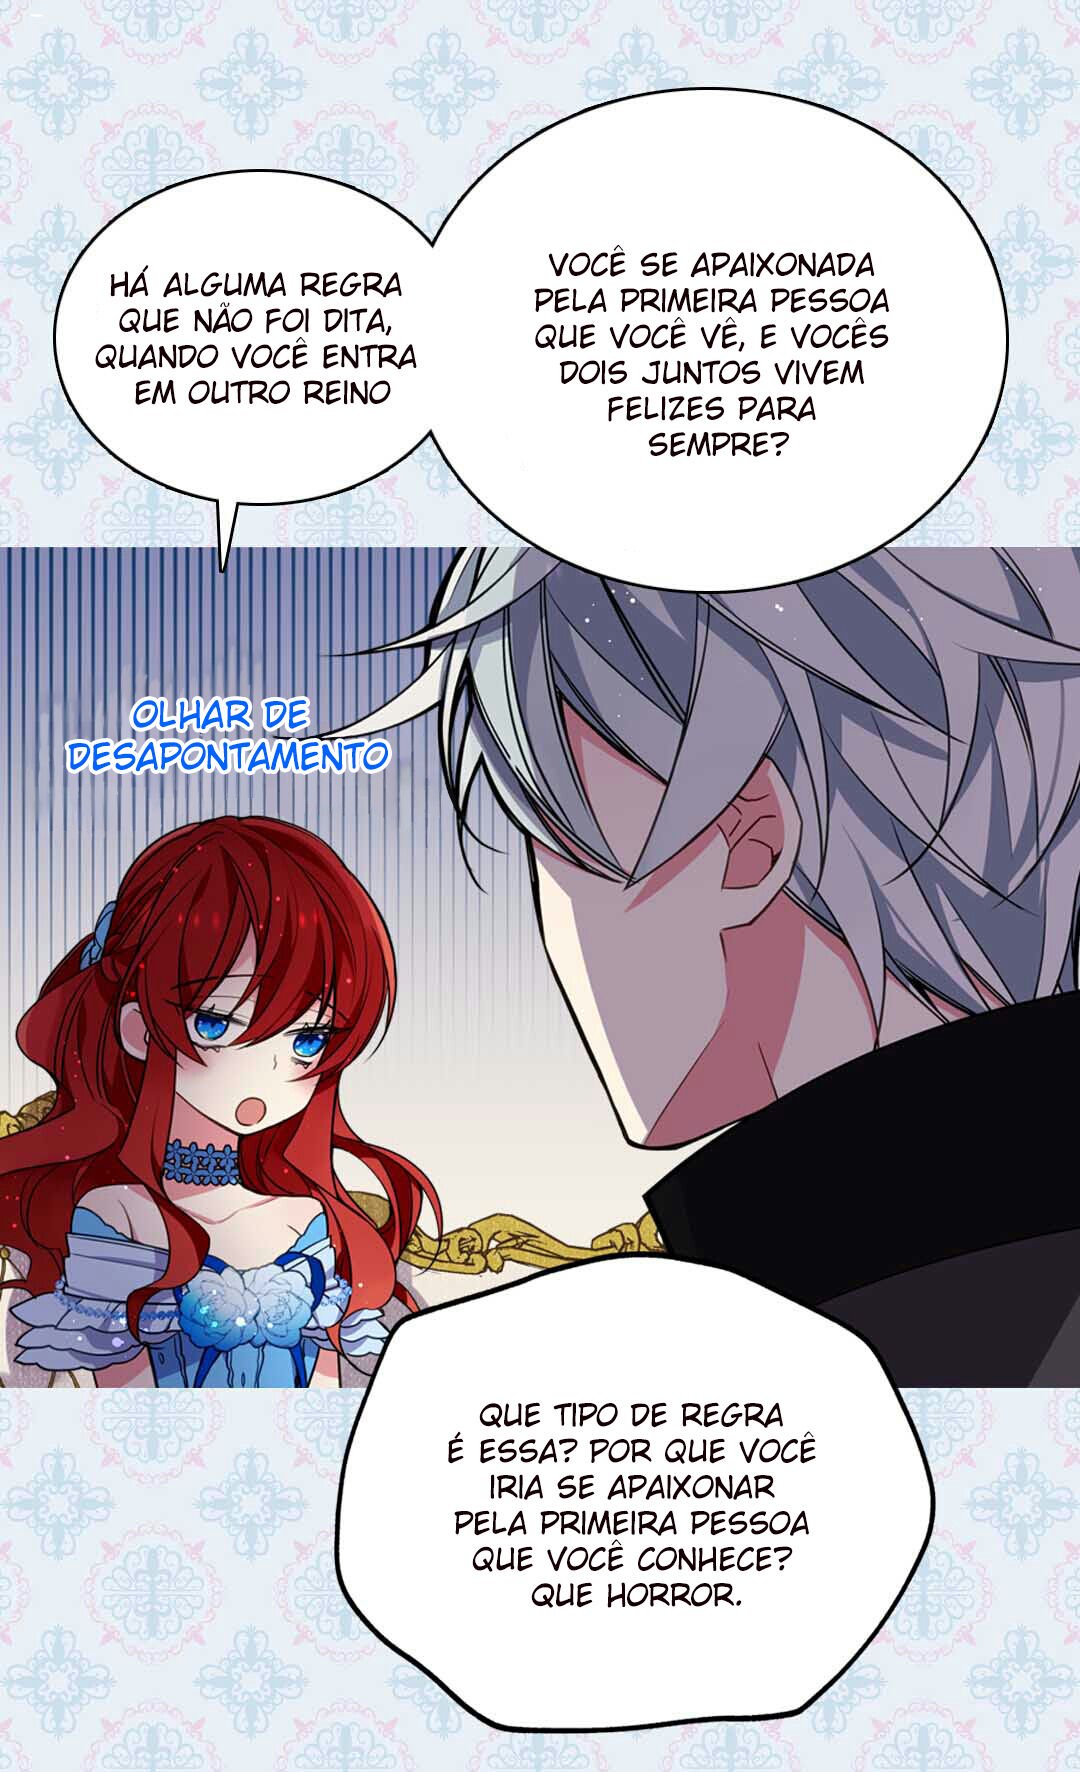 HÁ ALGUMA REGRA
QUE NÃO FOI DITA,
QUANDO VOCÊ ENTRA
EM OUTRO REINO
VOCÊ SE APAIXONADA
PELA PRIMEIRA PESSOA
QUE VOCÊ VÊ, E VOCÊS
DOIS JUNTOS VIVEM
FELIZES PARA
SEMPRE?
OLHAR DE
DESAPONTAMENTO
QUE TIPO DE REGRA
É ESSA? POR QUE VOCÊ
IRIA SE APAIXONAR
PELA PRIMEIRA PESSOA
QUE VOCÊ CONHECE?
QUE HORROR.